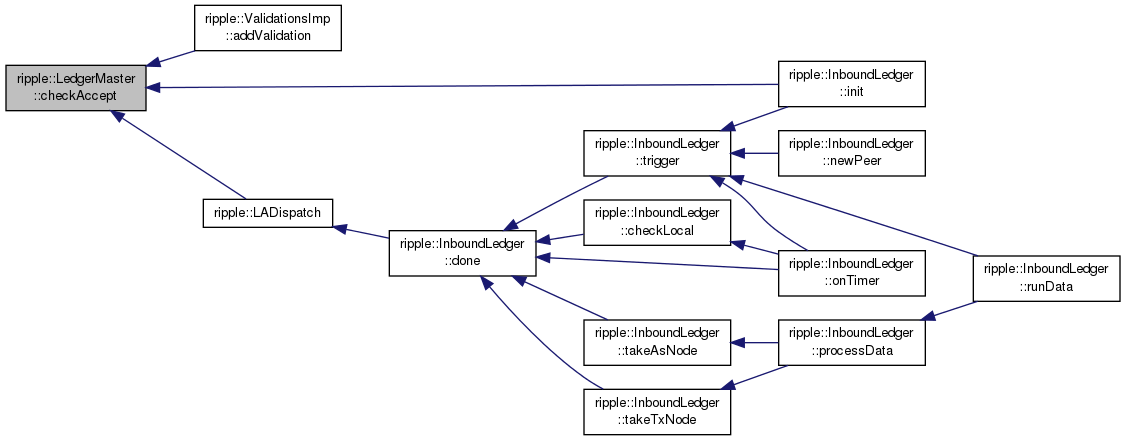 ripple::ValidationsImp
::addValidation
ripple::LedgerMaster
::checkAccept
ripple::InboundLedger
::init
ripple::InboundLedger
::trigger
ripple::InboundLedger
::newPeer
ripple::LADispatch
ripple::InboundLedger
::checkLocal
ripple::InboundLedger
::done
ripple::InboundLedger
::onTimer
ripple::InboundLedger
::runData
ripple::InboundLedger
::takeAsNode
ripple::InboundLedger
::processData
ripple::InboundLedger
::takeTxNode